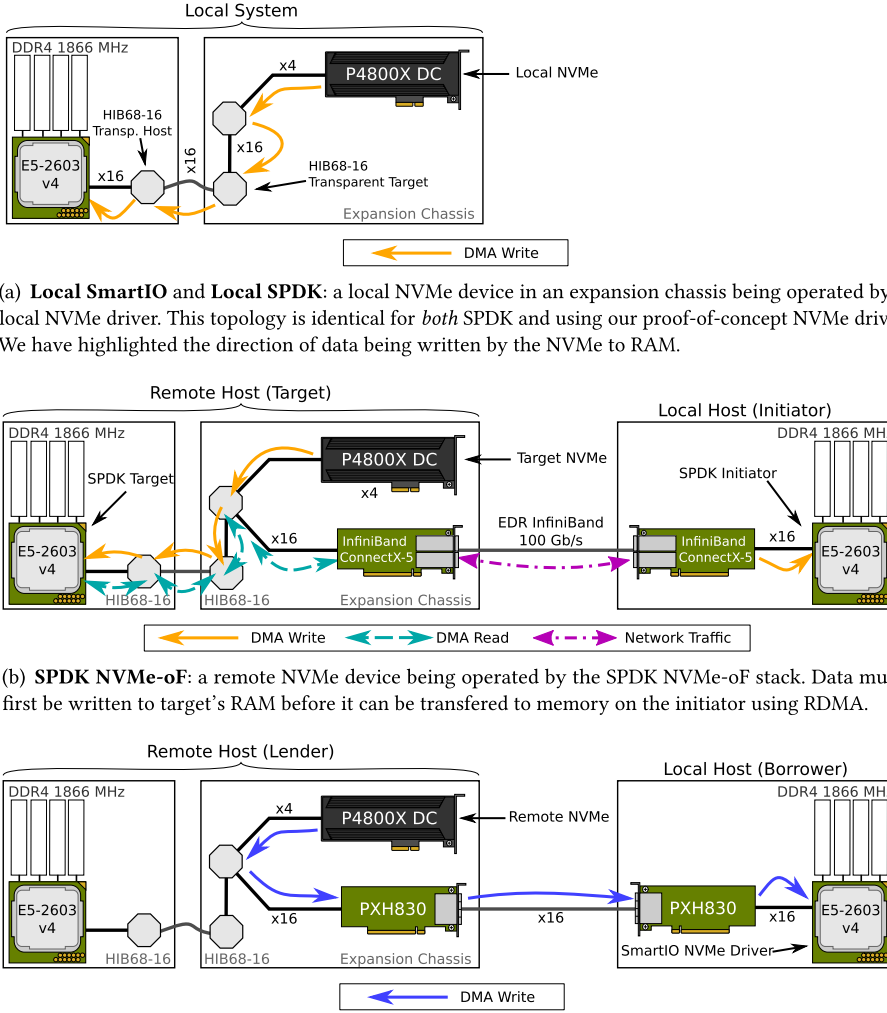 Local System
DDR4 1866 MHz
x4
P4800X DC
Local NVMe
HIB68-16
Transp. Host
x16
x16
E5-2603
v4
x16
HIB68-16
Transparent Target
Expansion Chassis
DMA Write
(a) Local SmartIO and Local SPDK: a local NVMe device in an expansion chassis being operated by
local NVMe driver. This topology is identical for both SPDK and using our proof-of-concept NVMe driv
We have highlighted the direction of data being written by the NVMe to RAM.
Remote Host (Target)
Local Host (Initiator)
DDR4 1866 MHz
DDR4 1866 MH
P4800X DC
Target NVMe
SPDK Target
x4
SPDK Initiator
EDR InfiniBand
100 Gb/s
x16
InfiniBand
ConnectX-5
InfiniBand
ConnectX-5
x16
E5-2603
v4
E5-2603
v4
HIB68-16
HIB68-16
Expansion Chassis
DMA Write
DMA Read
Network Traffic
(b) SPDK NVMe-oF: a remote NVMe device being operated by the SPDK NVMe-oF stack. Data mu
first be written to target's RAM before it can be transfered to memory on the initiator using RDMA.
Remote Host (Lender)
Local Host (Borrower)
DDR4 1866 MHz
DDR4 1866 MH
x4
P4800X DC
Remote NVMe
E5-2603
v4
x16
PXH830
x16
PXH830
x16
E5-2603
v4
SmartIO NVMe Driver
HIB68-16
HIB68-16
Expansion Chassis
DMA Write